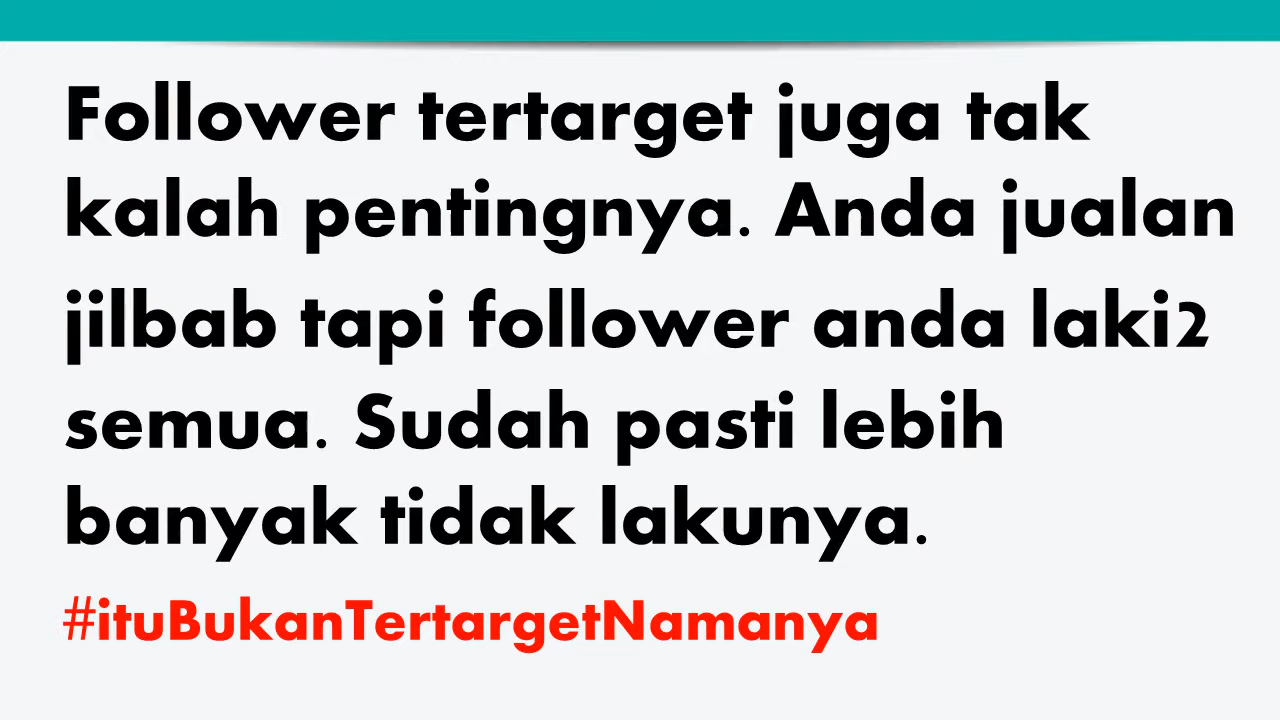 Follower tertarget juga tak
kalah pentingnya. Anda jualan
jilbab tapi follower anda laki2
semua. Sudah pasti lebih
banyak tidak lakunya.
#ituBukanTertargetNamanya